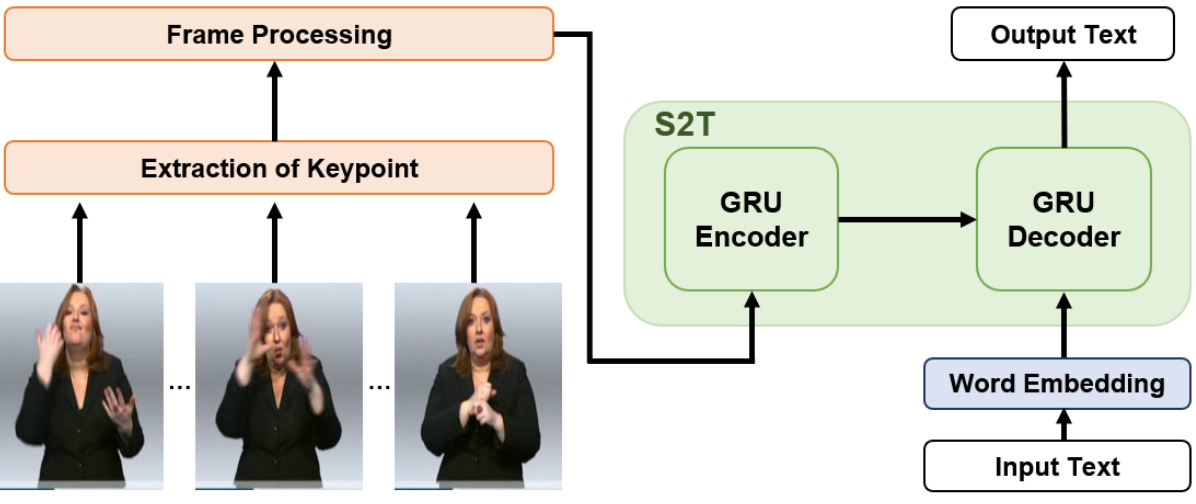 Frame Processing
Extraction of Keypoint
...
...
Output Text
S2T
GRU
Encoder
GRU
Decoder
Word Embedding
Input Text